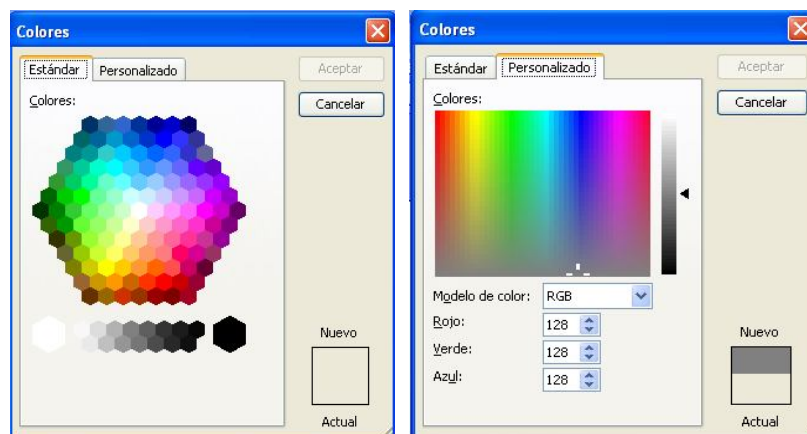 Colores
Estándar Personalizado
Aceptar
Cancelar
Colores:
Nuevo
Actual
Colores
Estándar Personalizado
Aceptar
Cancelar
Colores:
Modelo de color: RGB
Rojo: 128
Verde: 128
Azul: 128
Nuevo
Actual